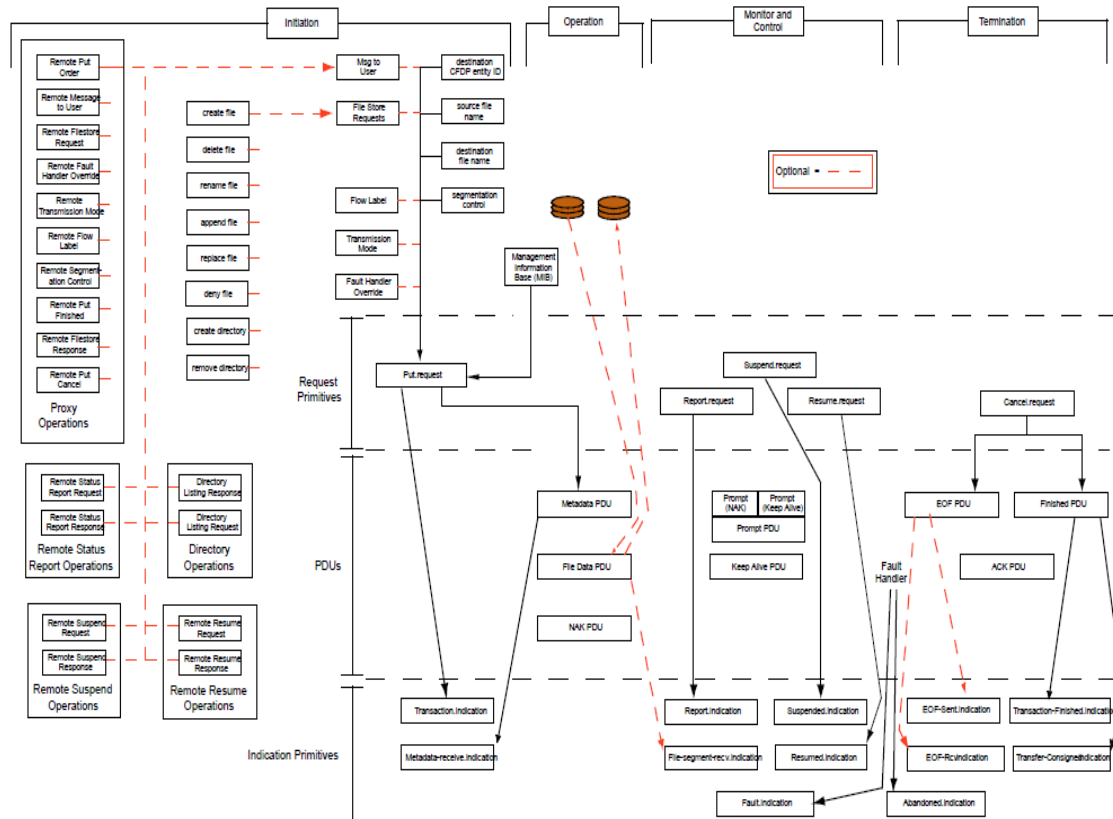 Initiation
Operation
Monitor and
Control
Termination
Remote Put
Order
Remote Message
to User
Remote Filestore
Request
Remote Fault
Handler Override
Remote
Transmission Mode
Remote Flow
Label
Remote Segment-
ation Control
Remote Put
Finished
Remote Filestore
Response
Remote Put
Cancel
Proxy
Operations
create file
delete file
rename file
append file
replace file
deny file
create directory
remove directory
Msg to
User
File Store
Requests
Flow Label
Transmission
Mode
Fault Handler
Override
destination
CFDP entity ID
source file
name
destination
file name
segmentation
control
Management
Information
Base (MIB)
Optional =
Request
Primitives
Put.request
Suspend.request
Report.request
Resume.request
Cancel.request
Remote Status
Report Request
Remote Status
Report Response
Remote Status
Report Operations
Directory
Listing Response
Directory
Listing Request
Directory
Operations
PDUs
Metadata PDU
File Data PDU
NAK PDU
Prompt
(NAK)
Prompt
(Keep Alive)
Prompt PDU
Keep Alive PDU
EOF PDU
Finished PDU
Fault
Handler
ACK PDU
Remote Suspend
Request
Remote Suspend
Response
Remote Suspend
Operations
Remote Resume
Request
Remote Resume
Response
Remote Resume
Operations
Indication Primitives
Transaction.indication
Metadata-receive.indication
Report.indication
File-segment-recv.indication
Suspended.indication
Resumed.indication
EOF-Sent.indication
EOF-Rcvindication
Transaction-Finished.indication
Transfer-Consignedindication
Fault.indication
Abandoned.indication